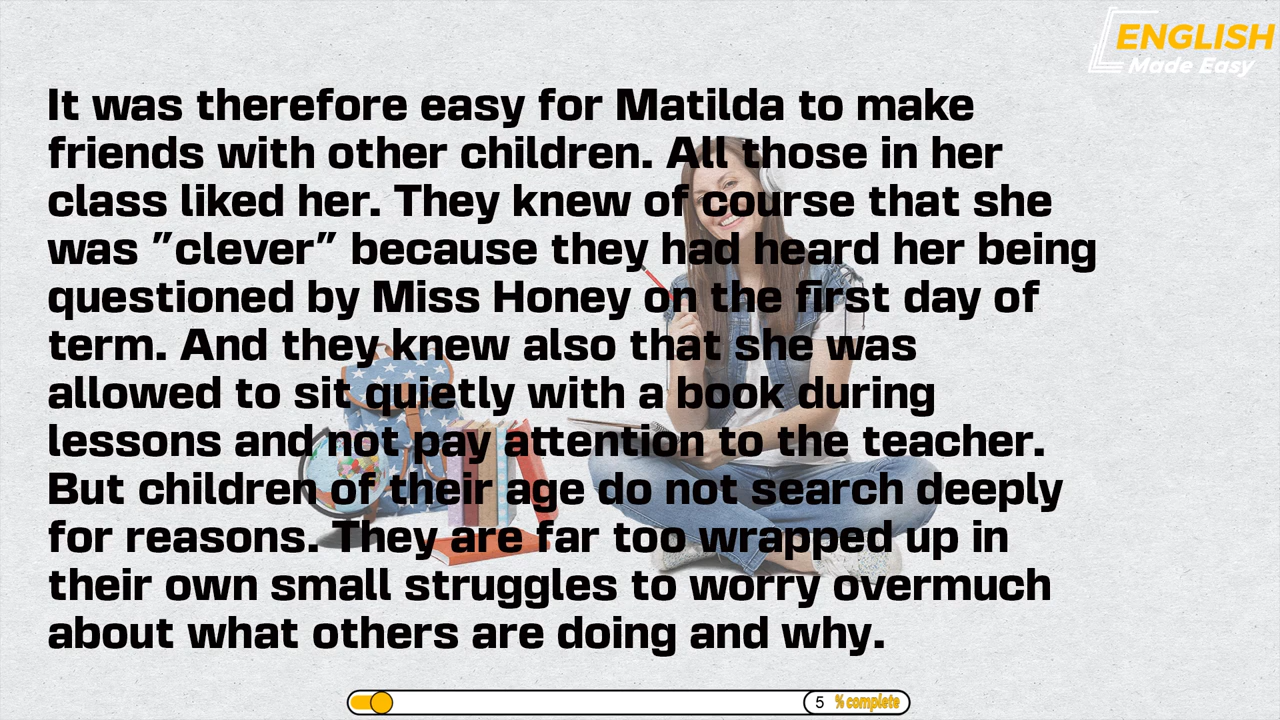 ENGLISH
Made Easy
It was therefore easy for Matilda to make
friends with other children. All those in her
class liked her. They knew of course that she
was "clever" because they had heard her being
questioned by Miss Honey on the first day of
term. And they knew also that she was
allowed to sit quietly with a book during
lessons and not pay attention to the teacher.
But children of their age do not search deeply
for reasons. They are far too wrapped up in
their own small struggles to worry overmuch
about what others are doing and why.
5 % complete